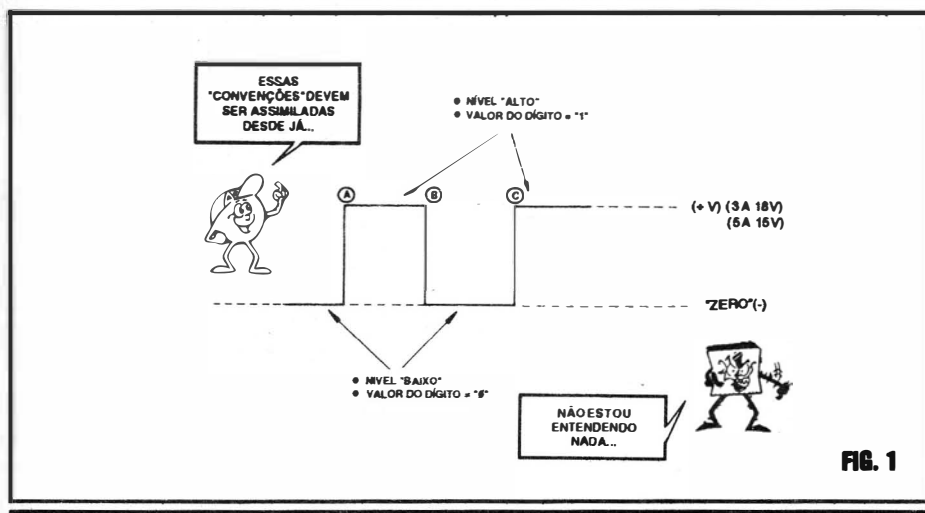 ESSAS
"CONVENÇÕES" DEVEM
SER ASSIMILADAS
DESDE JÁ...
• NÍVEL "ALTO"
• VALOR DO DÍGITO = "1"
A
B
C
(+ V) (3 A 18V)
(5 A 15V)
"ZERO" (-)
• NIVEL "BAIXO"
• VALOR DO DÍGITO = "0"
NÃO ESTOU
ENTENDENDO
NADA...
FIG. 1